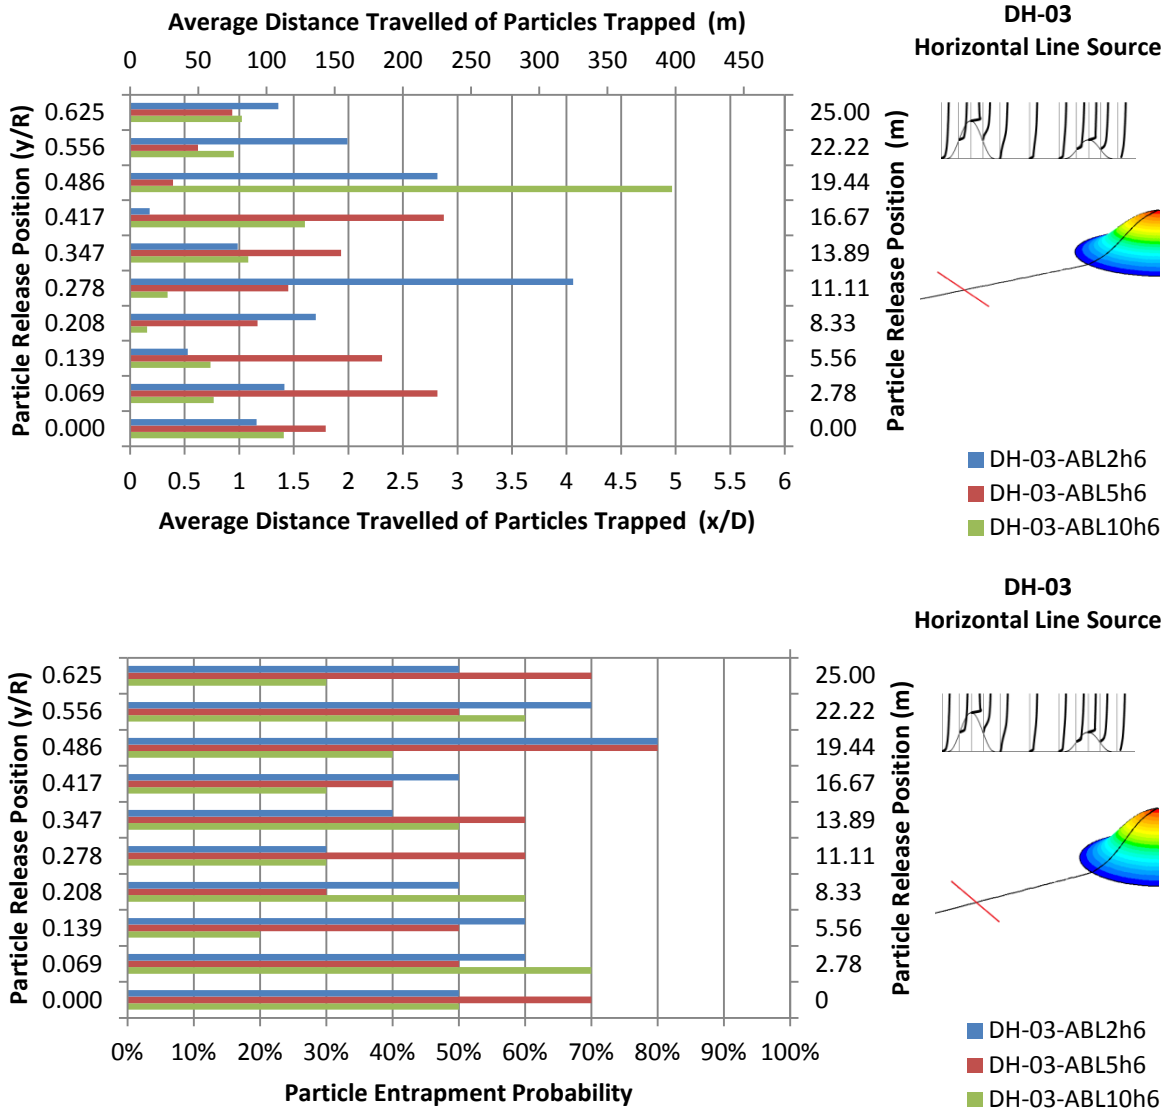 Average Distance Travelled of Particles Trapped (m)
0 50 100 150 200 250 300 350 400 450
DH-03
Horizontal Line Source
Particle Release Position (y/R)
0.625
0.556
0.486
0.417
0.347
0.278
0.208
0.139
0.069
0.000
25.00
22.22
19.44
16.67
13.89
11.11
8.33
5.56
2.78
0.00
Particle Release Position (m)
0 0.5 1 1.5 2 2.5 3 3.5 4 4.5 5 5.5 6
Average Distance Travelled of Particles Trapped (x/D)
DH-03-ABL2h6
DH-03-ABL5h6
DH-03-ABL10h6
DH-03
Horizontal Line Source
Particle Release Position (y/R)
0.625
0.556
0.486
0.417
0.347
0.278
0.208
0.139
0.069
0.000
25.00
22.22
19.44
16.67
13.89
11.11
8.33
5.56
2.78
0
Particle Release Position (m)
0% 10% 20% 30% 40% 50% 60% 70% 80% 90% 100%
Particle Entrapment Probability
DH-03-ABL2h6
DH-03-ABL5h6
DH-03-ABL10h6